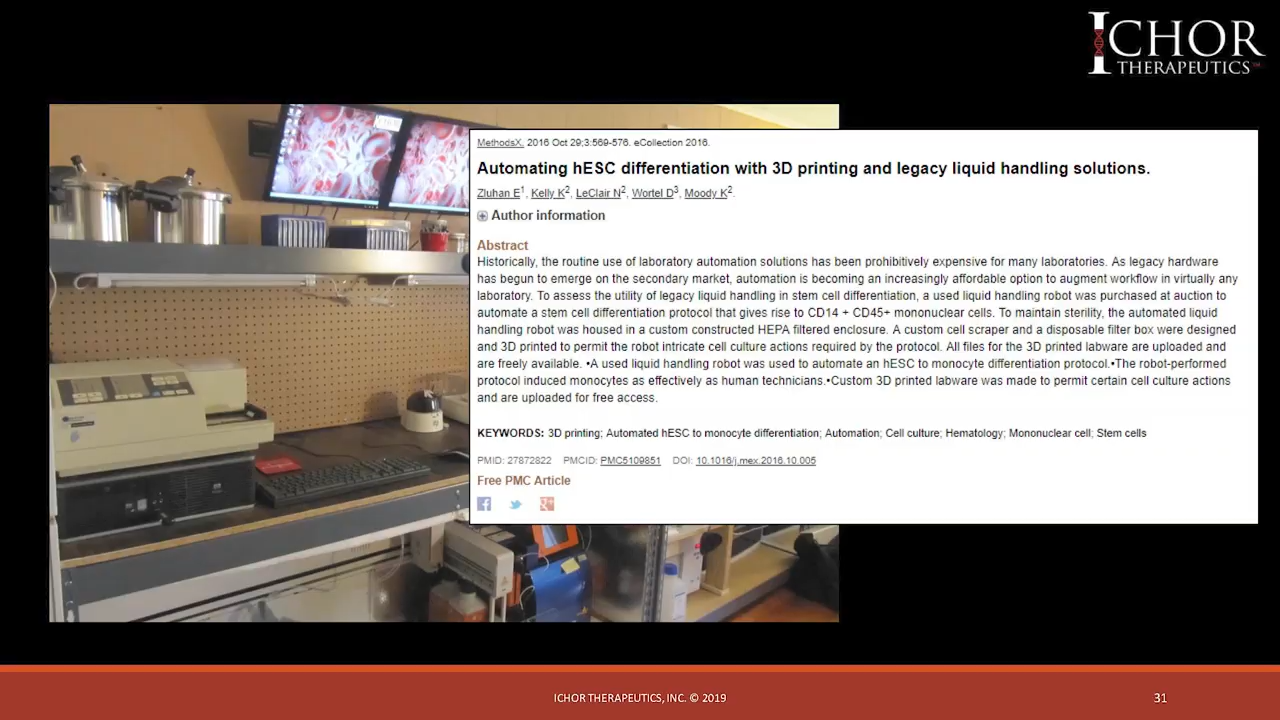 ICHOR
THERAPEUTICS™
ICHOR
MethodsX. 2016 Oct 29;3:569-576. eCollection 2016.
Automating hESC differentiation with 3D printing and legacy liquid handling solutions.
Zluhan E1, Kelly K2, LeClair N2, Wortel D3, Moody K2.
Author information
Abstract
Historically, the routine use of laboratory automation solutions has been prohibitively expensive for many laboratories. As legacy hardware
has begun to emerge on the secondary market, automation is becoming an increasingly affordable option to augment workflow in virtually any
laboratory. To assess the utility of legacy liquid handling in stem cell differentiation, a used liquid handling robot was purchased at auction to
automate a stem cell differentiation protocol that gives rise to CD14 + CD45+ mononuclear cells. To maintain sterility, the automated liquid
handling robot was housed in a custom constructed HEPA filtered enclosure. A custom cell scraper and a disposable filter box were designed
and 3D printed to permit the robot intricate cell culture actions required by the protocol. All files for the 3D printed labware are uploaded and
are freely available. •A used liquid handling robot was used to automate an hESC to monocyte differentiation protocol.•The robot-performed
protocol induced monocytes as effectively as human technicians.•Custom 3D printed labware was made to permit certain cell culture actions
and are uploaded for free access.
KEYWORDS: 3D printing; Automated hESC to monocyte differentiation; Automation; Cell culture; Hematology; Mononuclear cell; Stem cells
PMID: 27872822 PMCID: PMC5109851 DOI: 10.1016/j.mex.2016.10.005
Free PMC Article
ICHOR THERAPEUTICS, INC. © 2019
31